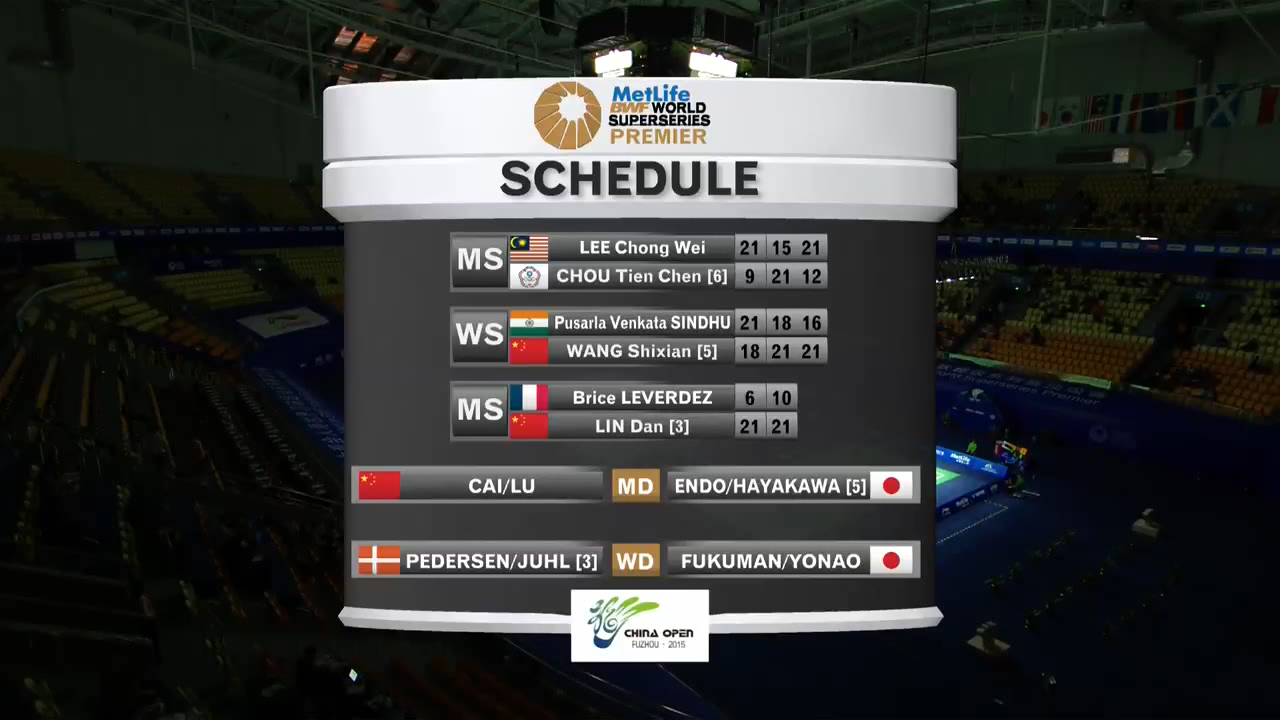 MetLife
BWF WORLD
SUPERSERIES
PREMIER
SCHEDULE
MS LEE Chong Wei 21 15 21
CHOU Tien Chen [6] 9 21 12
WS Pusarla Venkata SINDHU 21 18 16
WANG Shixian [5] 18 21 21
MS Brice LEVERDEZ 6 10
LIN Dan [3] 21 21
CAI/LU MD ENDO/HAYAKAWA [5]
PEDERSEN/JUHL [3] WD FUKUMAN/YONAO
CHINA OPEN
FUZHOU · 2015
MetLife